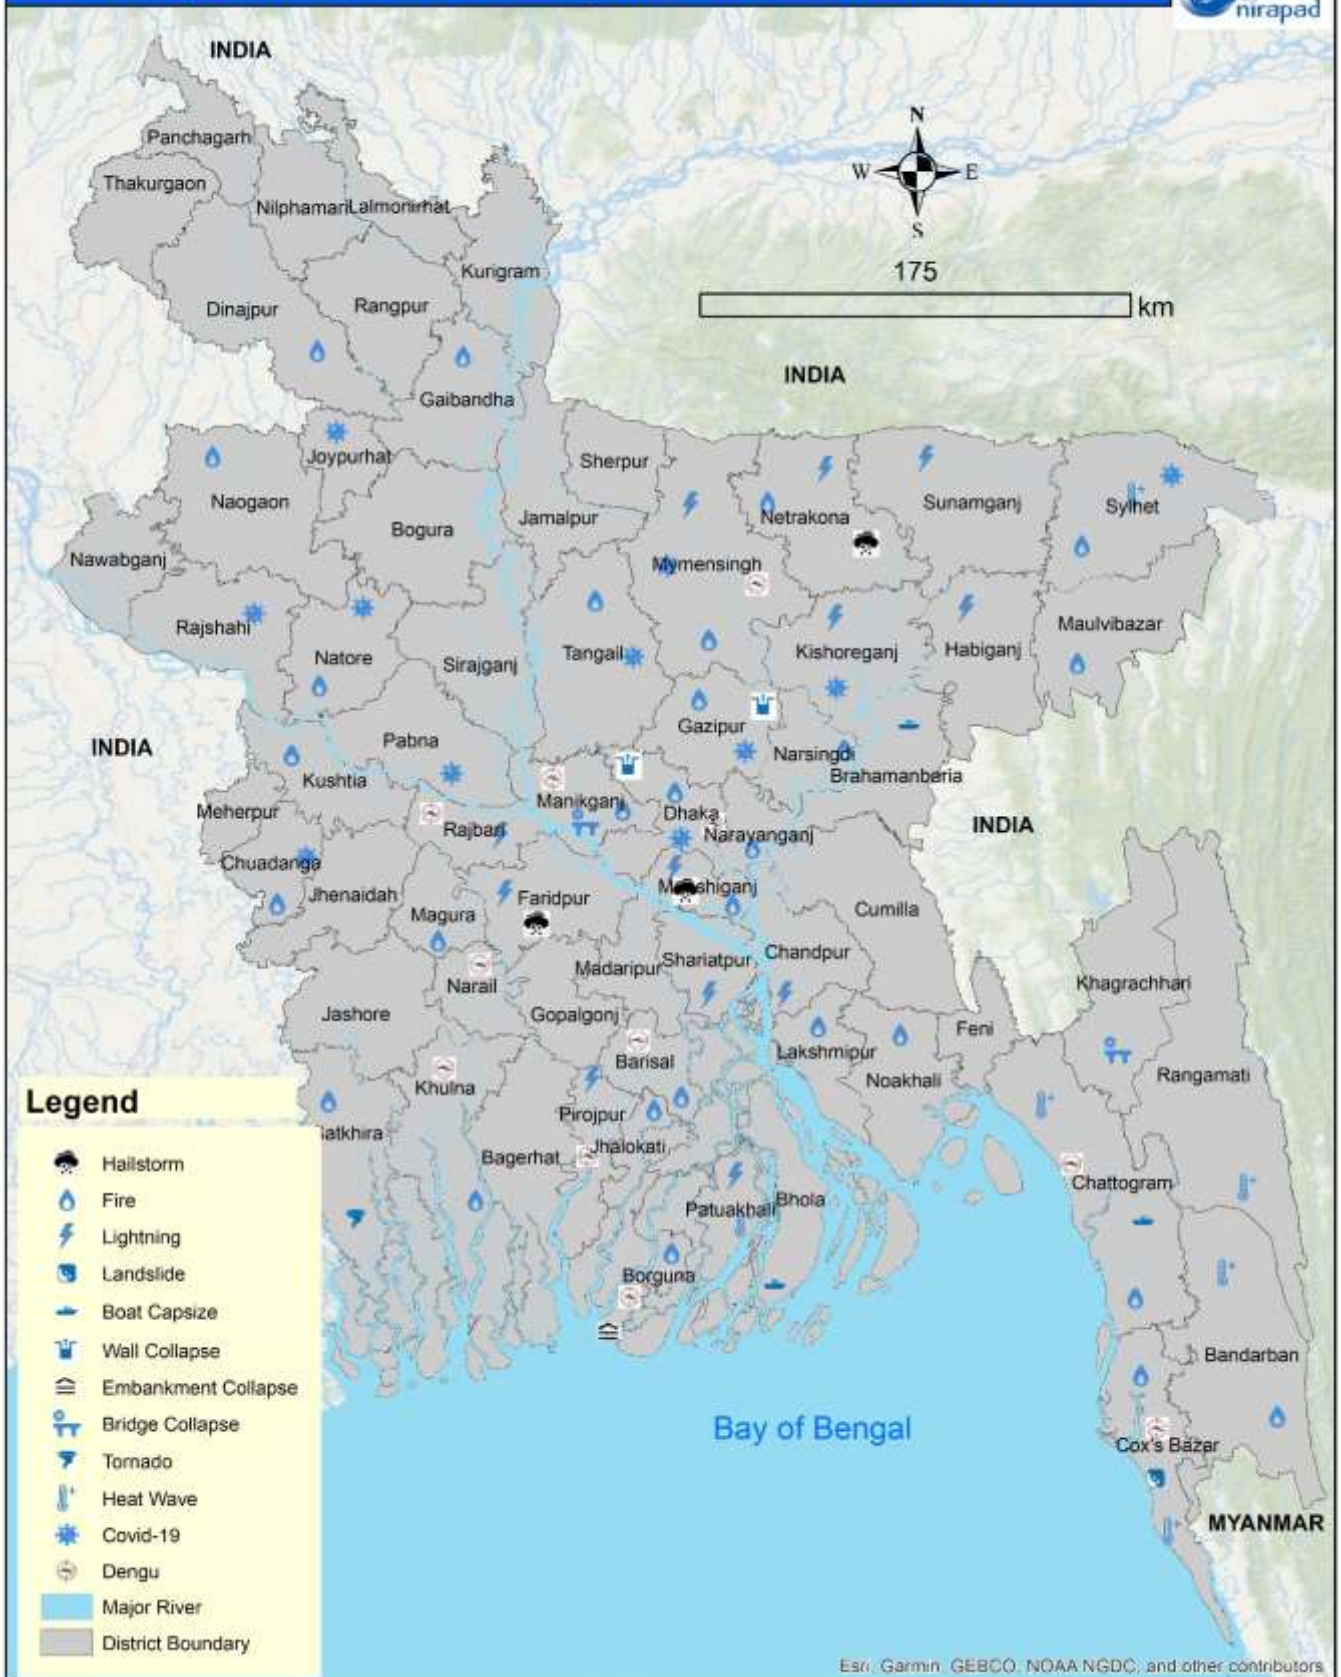 nirapad
INDIA
N
W E
S
175
km
Panchagarh
Thakurgaon
Nilphamari
Lalmonirhat
Kurigram
Dinajpur
Rangpur
INDIA
Gaibandha
Joypurhat
Sherpur
Naogaon
Bogura
Jamalpur
Netrakona
Sunamganj
Sylhet
Nawabganj
Mymensingh
Rajshahi
Natore
Sirajganj
Tangail
Kishoreganj
Habiganj
Maulvibazar
INDIA
Pabna
Gazipur
Narsingdi
Brahamanbaria
Kushtia
Meherpur
Manikganj
Dhaka
Rajbari
Narayanganj
INDIA
Chuadanga
Jhenaidah
Magura
Faridpur
Cumilla
Narail
Madaripur
Shariatpur
Chandpur
Khagrachhari
Jashore
Gopalgonj
Feni
Barisal
Lakshmipur
Noakhali
Rangamati
Khulna
Pirojpur
Jhalokati
Bagerhat
Patuakhali
Bhola
Chattogram
Borguna
Bandarban
Bay of Bengal
Cox's Bazar
MYANMAR
Legend
Hailstorm
Fire
Lightning
Landslide
Boat Capsize
Wall Collapse
Embankment Collapse
Bridge Collapse
Tornado
Heat Wave
Covid-19
Dengu
Major River
District Boundary
Esri, Garmin, GEBCO, NOAA NGDC, and other contributors